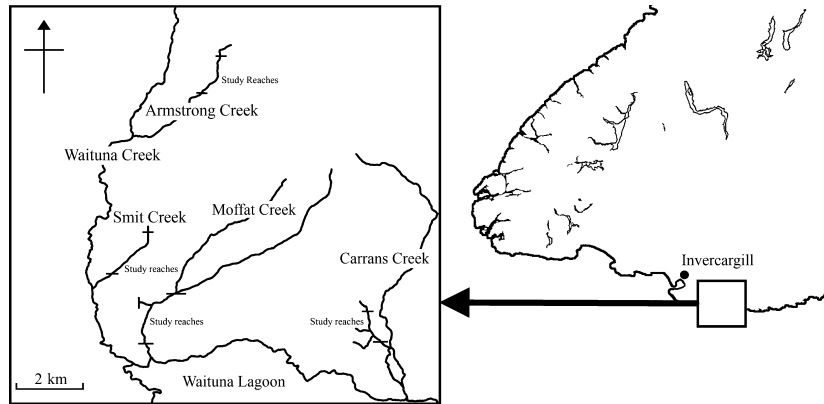 Study Reaches
Armstrong Creek
Waituna Creek
Smit Creek
Moffat Creek
Study reaches
Carrans Creek
Study reaches
Study reaches
Waituna Lagoon
2 km
Invercargill